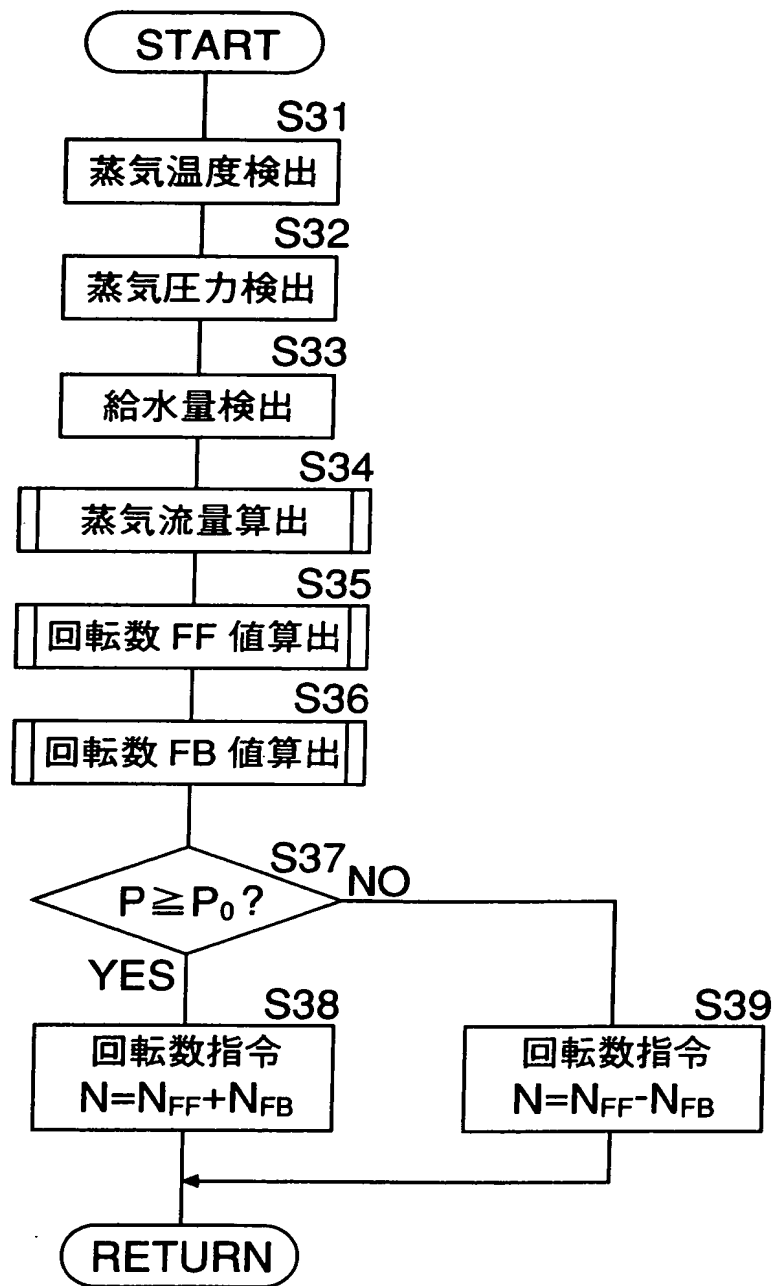 START
S31
蒸気温度検出
S32
蒸気圧力検出
S33
給水量検出
S34
蒸気流量算出
S35
回転数 FF 値算出
S36
回転数 FB 値算出
S37
P≧P₀?
NO
YES
S38
回転数指令
N=N_FF+N_FB
S39
回転数指令
N=N_FF-N_FB
RETURN